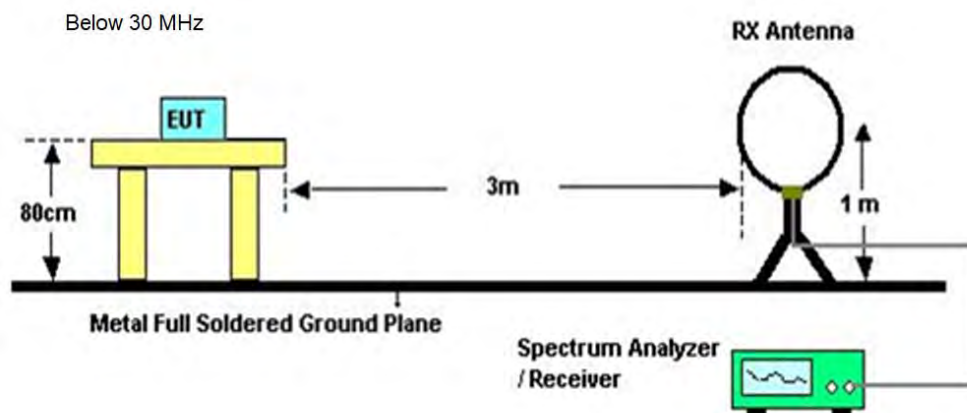 Below 30 MHz
RX Antenna
EUT
80cm
3m
1 m
Metal Full Soldered Ground Plane
Spectrum Analyzer
/ Receiver